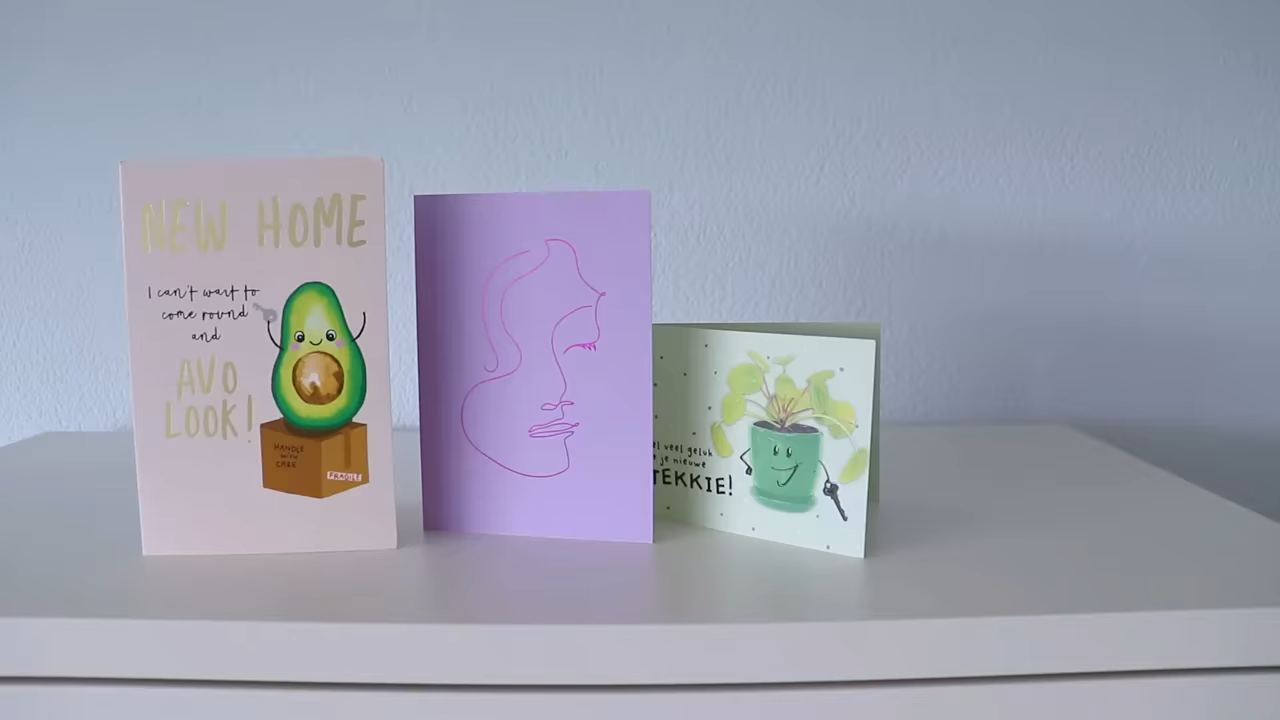 NEW HOME
I can't wait to
come round
and
AVO
LOOK!
HANDLE
WITH
CARE
FRAGILE
el veel geluk
je nieuwe
TEKKIE!